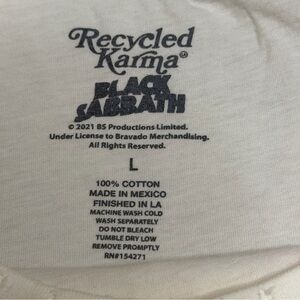 Recycled
Karma®
BLACK
SABBATH
© 2021 BS Productions Limited.
Under License to Bravado Merchandising.
All Rights Reserved.
L
100% COTTON
MADE IN MEXICO
FINISHED IN LA
MACHINE WASH COLD
WASH SEPARATELY
DO NOT BLEACH
TUMBLE DRY LOW
REMOVE PROMPTLY
RN#154271